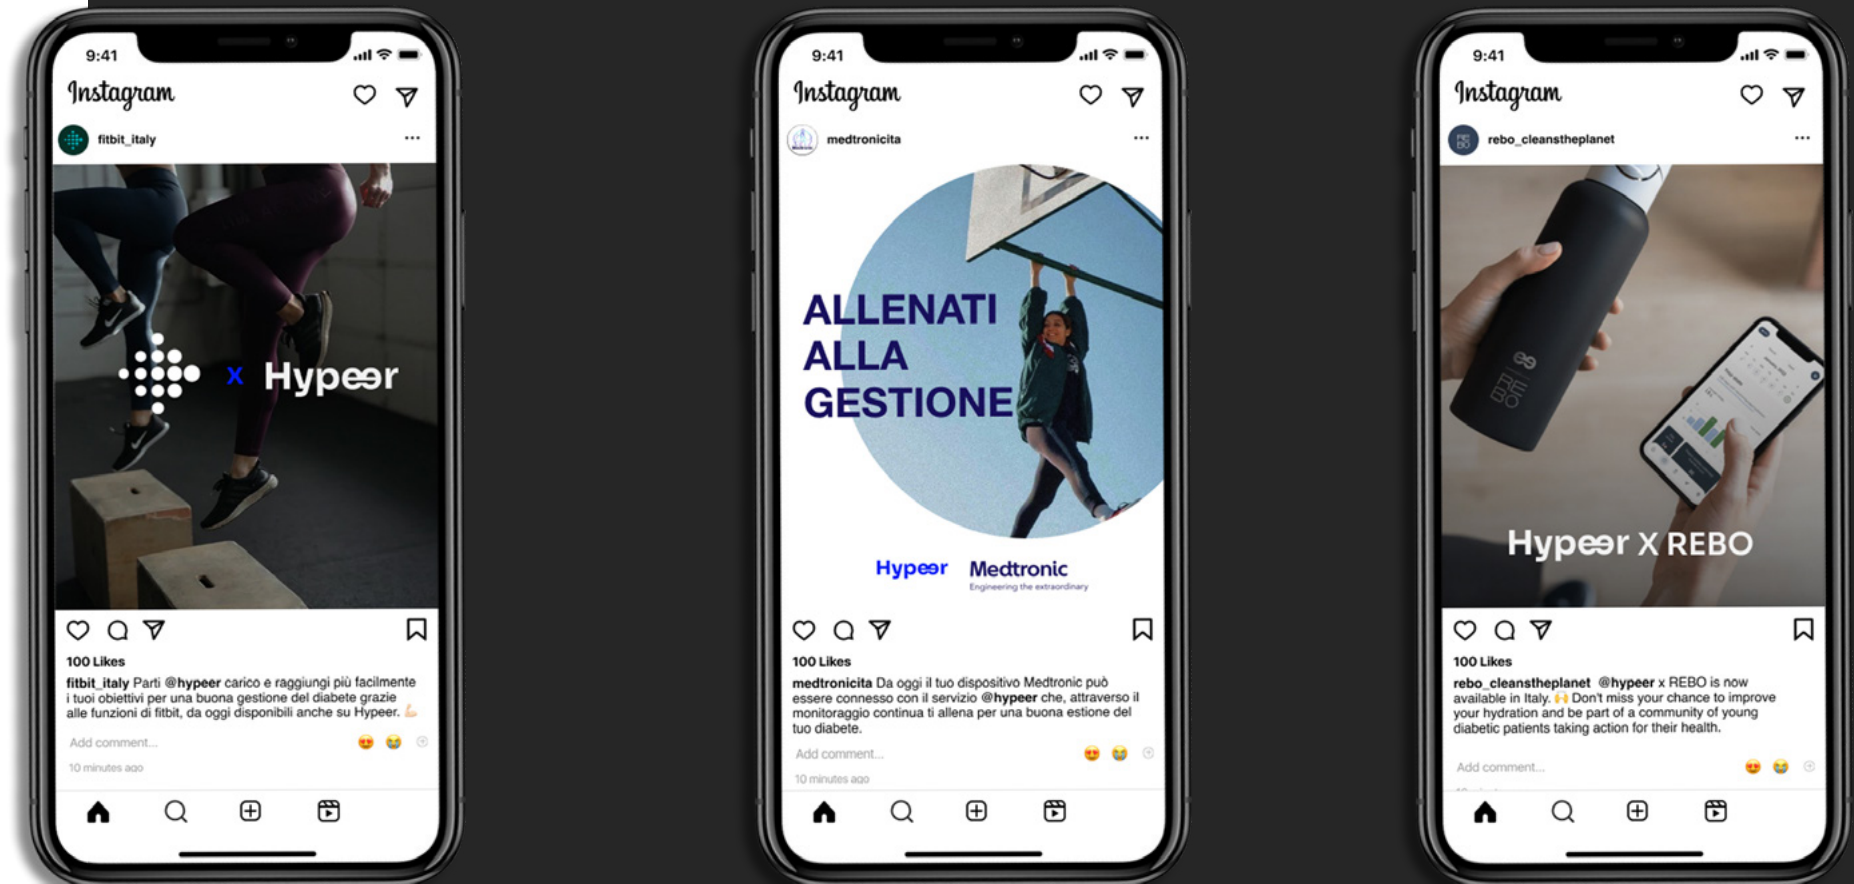 9:41
Instagram
fitbit_italy
x Hypeer
100 Likes
fitbit_italy Parti @hypeer carico e raggiungi più facilmente
i tuoi obiettivi per una buona gestione del diabete grazie
alle funzioni di fitbit, da oggi disponibili anche su Hypeer.
Add comment...
10 minutes ago
9:41
Instagram
medtronicita
ALLENATI
ALLA
GESTIONE
Hypeer Medtronic
Engineering the extraordinary
100 Likes
medtronicita Da oggi il tuo dispositivo Medtronic può
essere connesso con il servizio @hypeer che, attraverso il
monitoraggio continua ti allena per una buona estione del
tuo diabete.
Add comment...
10 minutes ago
9:41
Instagram
REBO
rebo_cleanstheplanet
REBO
Hypeer X REBO
100 Likes
rebo_cleanstheplanet @hypeer x REBO is now
available in Italy. 🙌 Don't miss your chance to improve
your hydration and be part of a community of young
diabetic patients taking action for their health.
Add comment...